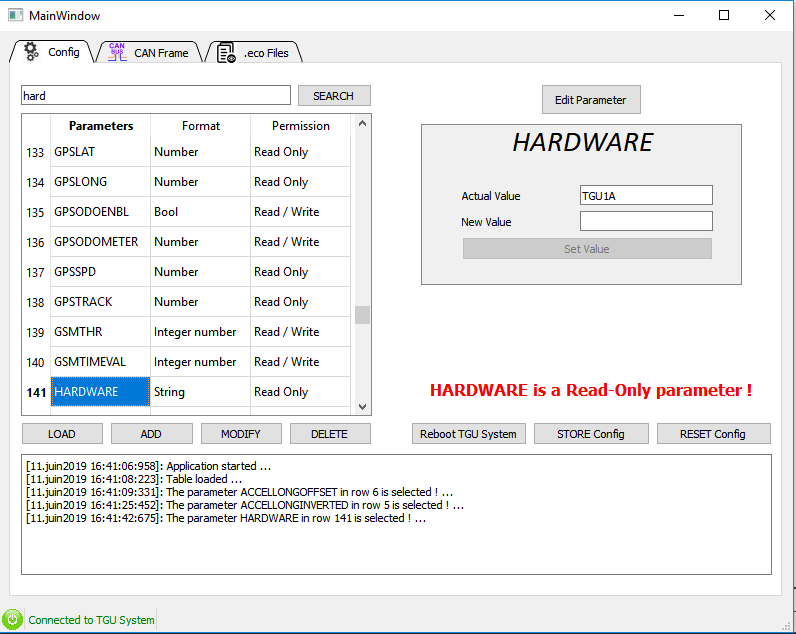 MainWindow
Config
CAN BUS
CAN Frame
.eco Files
hard
SEARCH
Edit Parameter
Parameters Format Permission
133 GPSLAT Number Read Only
134 GPSLONG Number Read Only
135 GPSODOENBL Bool Read / Write
136 GPSODOMETER Number Read / Write
137 GPSSPD Number Read Only
138 GPSTRACK Number Read Only
139 GSMTHR Integer number Read / Write
140 GSMTIMEVAL Integer number Read / Write
141 HARDWARE String Read Only
HARDWARE
Actual Value TGU1A
New Value
Set Value
HARDWARE is a Read-Only parameter !
LOAD ADD MODIFY DELETE
Reboot TGU System STORE Config RESET Config
[11.juin2019 16:41:06:958]: Application started ...
[11.juin2019 16:41:08:223]: Table loaded ...
[11.juin2019 16:41:09:331]: The parameter ACCELLONGOFFSET in row 6 is selected ! ...
[11.juin2019 16:41:25:452]: The parameter ACCELLONGINVERTED in row 5 is selected ! ...
[11.juin2019 16:41:42:675]: The parameter HARDWARE in row 141 is selected ! ...
Connected to TGU System